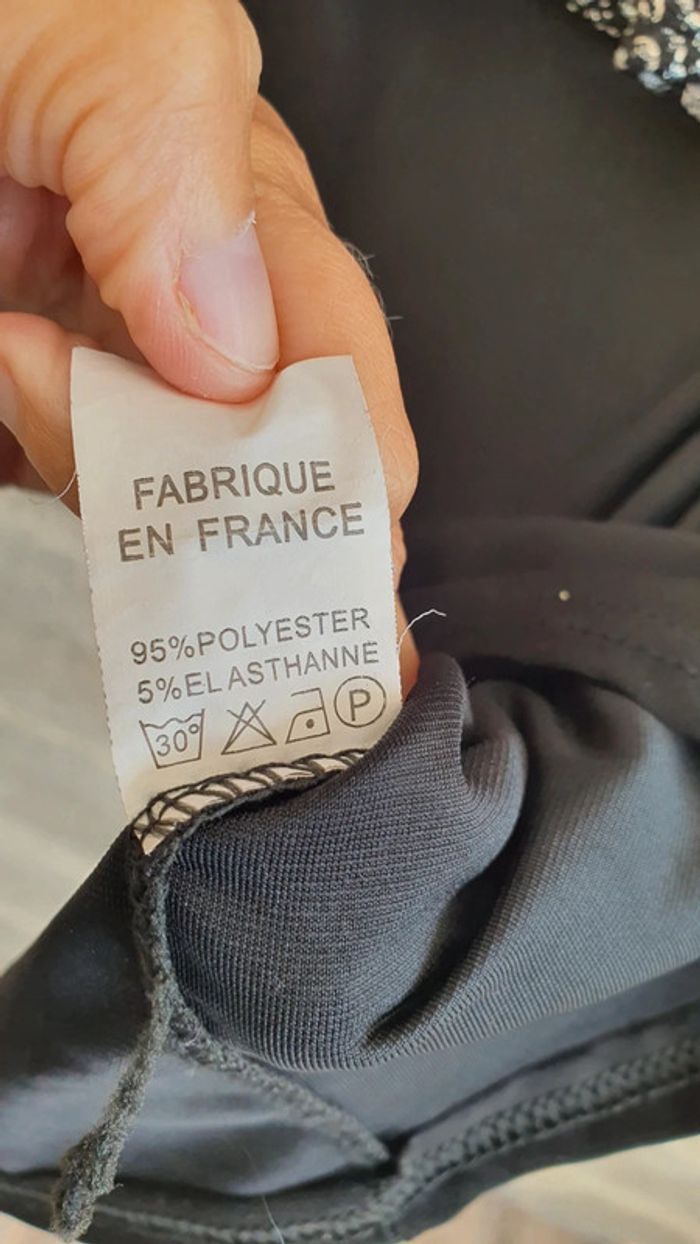 FABRIQUE
EN FRANCE
95%POLYESTER
5%ELASTHANNE
30° P